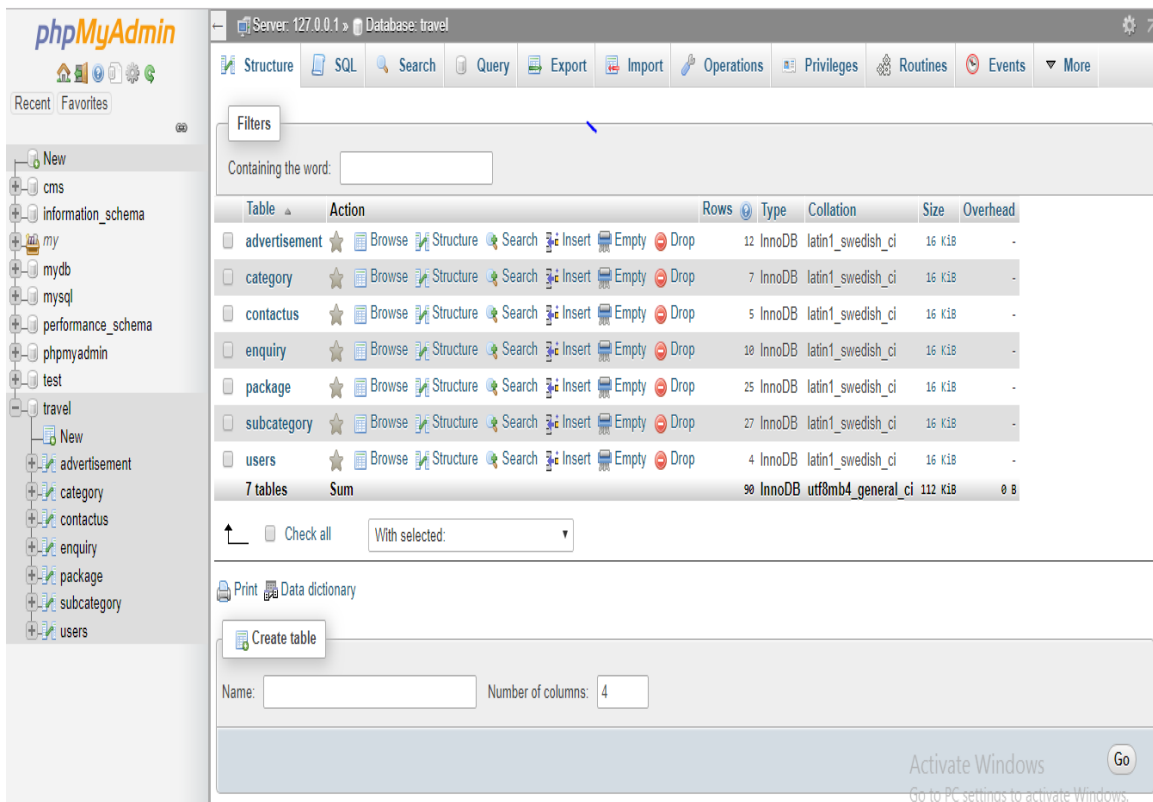 phpMyAdmin
Recent Favorites
New
cms
information_schema
my
mydb
mysql
performance_schema
phpmyadmin
test
travel
New
advertisement
category
contactus
enquiry
package
subcategory
users
Server: 127.0.0.1 » Database: travel
Structure SQL Search Query Export Import Operations Privileges Routines Events More
Filters
Containing the word:
Table Action Rows Type Collation Size Overhead
advertisement Browse Structure Search Insert Empty Drop 12 InnoDB latin1_swedish_ci 16 KiB -
category Browse Structure Search Insert Empty Drop 7 InnoDB latin1_swedish_ci 16 KiB -
contactus Browse Structure Search Insert Empty Drop 5 InnoDB latin1_swedish_ci 16 KiB -
enquiry Browse Structure Search Insert Empty Drop 10 InnoDB latin1_swedish_ci 16 KiB -
package Browse Structure Search Insert Empty Drop 25 InnoDB latin1_swedish_ci 16 KiB -
subcategory Browse Structure Search Insert Empty Drop 27 InnoDB latin1_swedish_ci 16 KiB -
users Browse Structure Search Insert Empty Drop 4 InnoDB latin1_swedish_ci 16 KiB -
7 tables Sum 90 InnoDB utf8mb4_general_ci 112 KiB 0 B
Check all With selected:
Print Data dictionary
Create table
Name: Number of columns: 4
Go
Activate Windows
Go to PC settings to activate Windows.